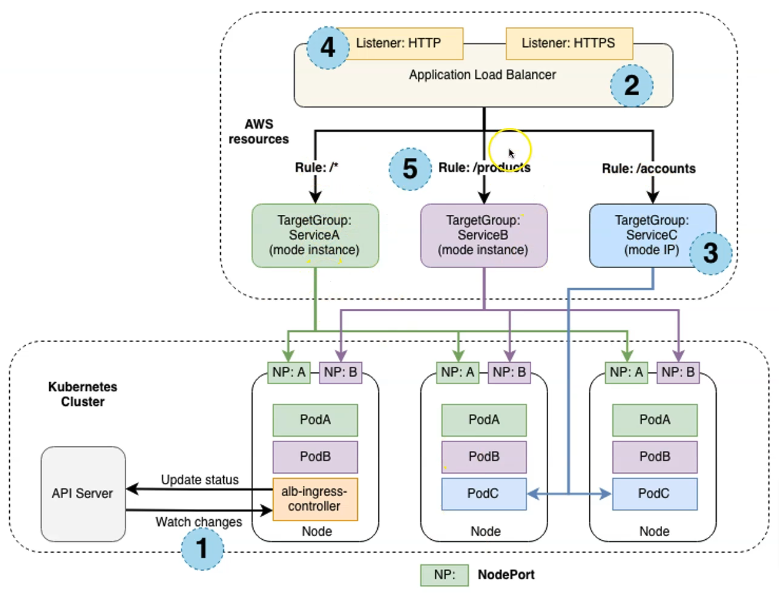 4
Listener: HTTP
Listener: HTTPS
Application Load Balancer
2
AWS
resources
Rule: /*
5
Rule: /products
Rule: /accounts
TargetGroup:
ServiceA
(mode instance)
TargetGroup:
ServiceB
(mode instance)
TargetGroup:
ServiceC
(mode IP)
3
Kubernetes
Cluster
NP: A
NP: B
NP: A
NP: B
NP: A
NP: B
PodA
PodB
alb-ingress-
controller
Node
PodA
PodB
PodC
Node
PodA
PodB
PodC
Node
API Server
Update status
Watch changes
1
NP:
NodePort